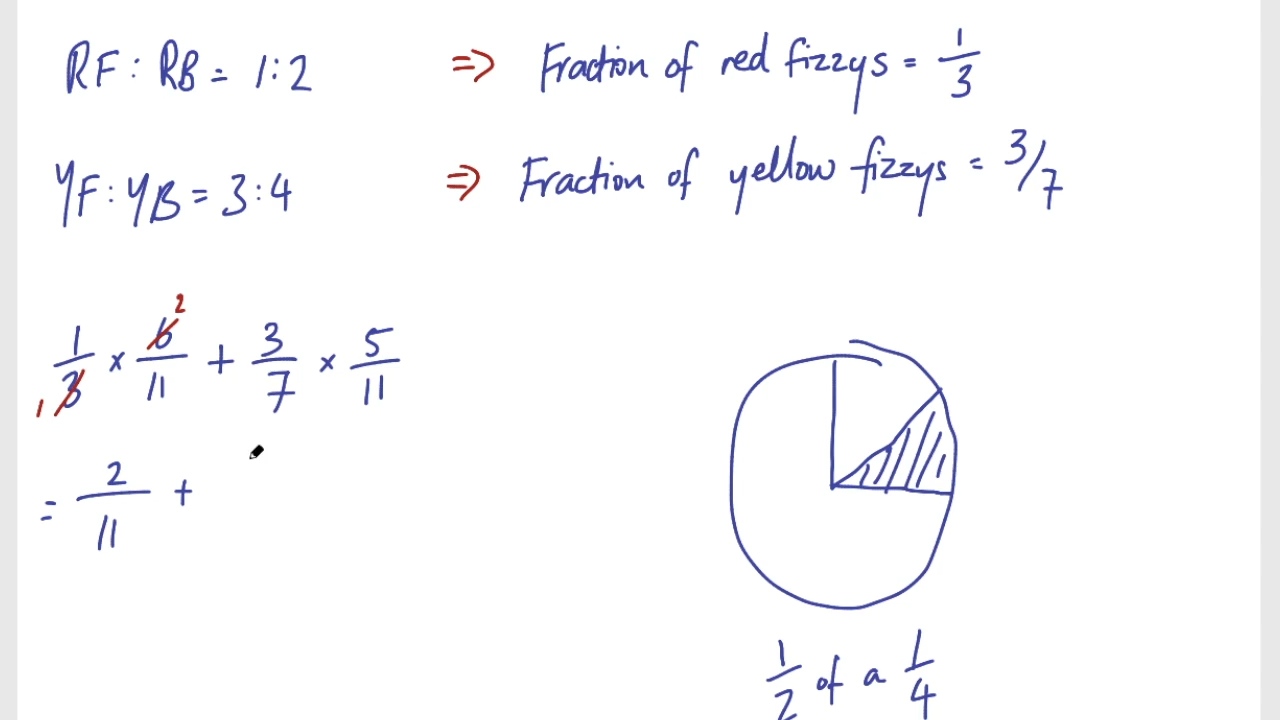 RF : RB = 1:2 => Fraction of red fizzys = 1/3
YF : YB = 3:4 => Fraction of yellow fizzys = 3/7
1/3 × 6/11 + 3/7 × 5/11
1 2
= 2/11 +
1/2 of a 1/4